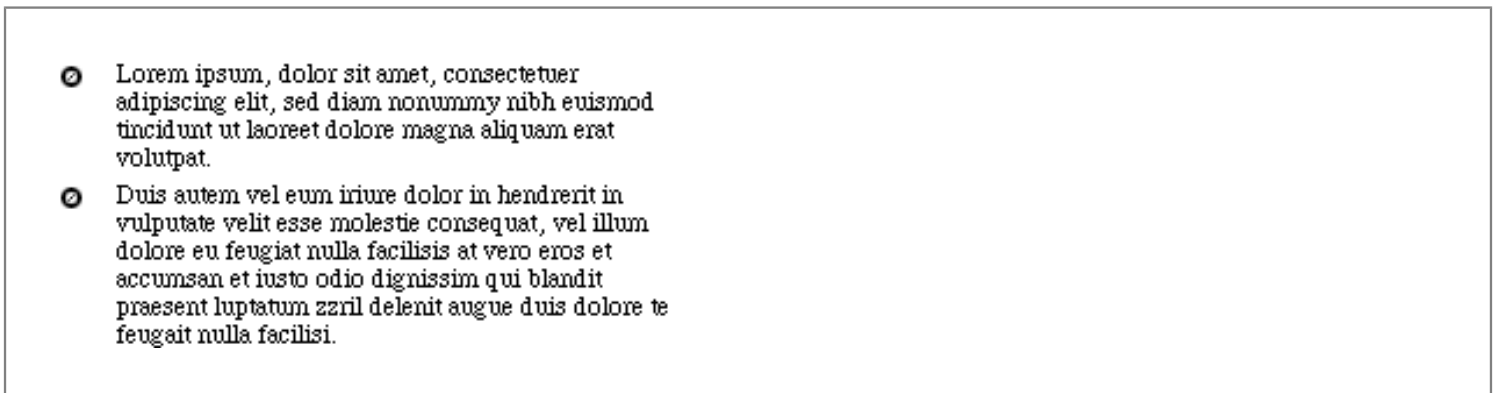 Lorem ipsum, dolor sit amet, consectetuer
adipiscing elit, sed diam nonummy nibh euismod
tincidunt ut laoreet dolore magna aliquam erat
volutpat.
Duis autem vel eum iriure dolor in hendrerit in
vulputate velit esse molestie consequat, vel illum
dolore eu feugiat nulla facilisis at vero eros et
accumsan et iusto odio dignissim qui blandit
praesent luptatum zzril delenit augue duis dolore te
feugait nulla facilisi.